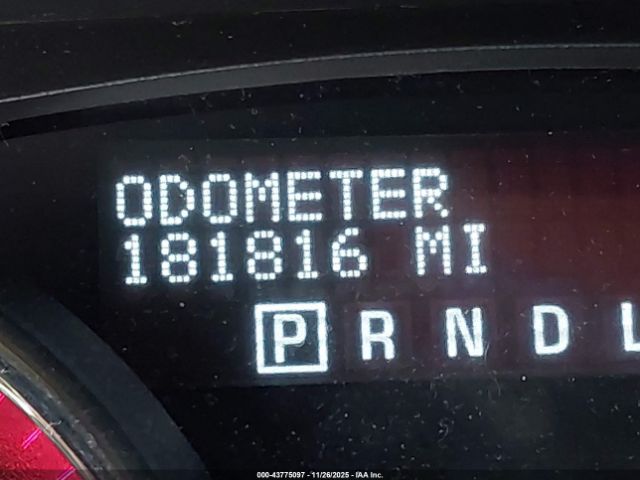 ODOMETER
181816 MI
P R N D L
000-43775097 - 11/26/2025 - IAA Inc.